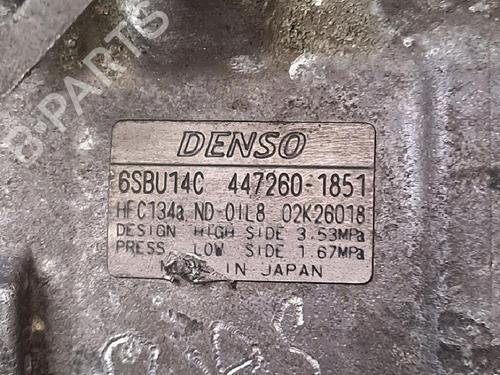 B-PARTS
DENSO
6SBU14C 447260-1851
HFC134a ND-OIL8 02K26018
DESIGN HIGH SIDE 3.53MPa
PRESS LOW SIDE 1.67MPa
IN JAPAN